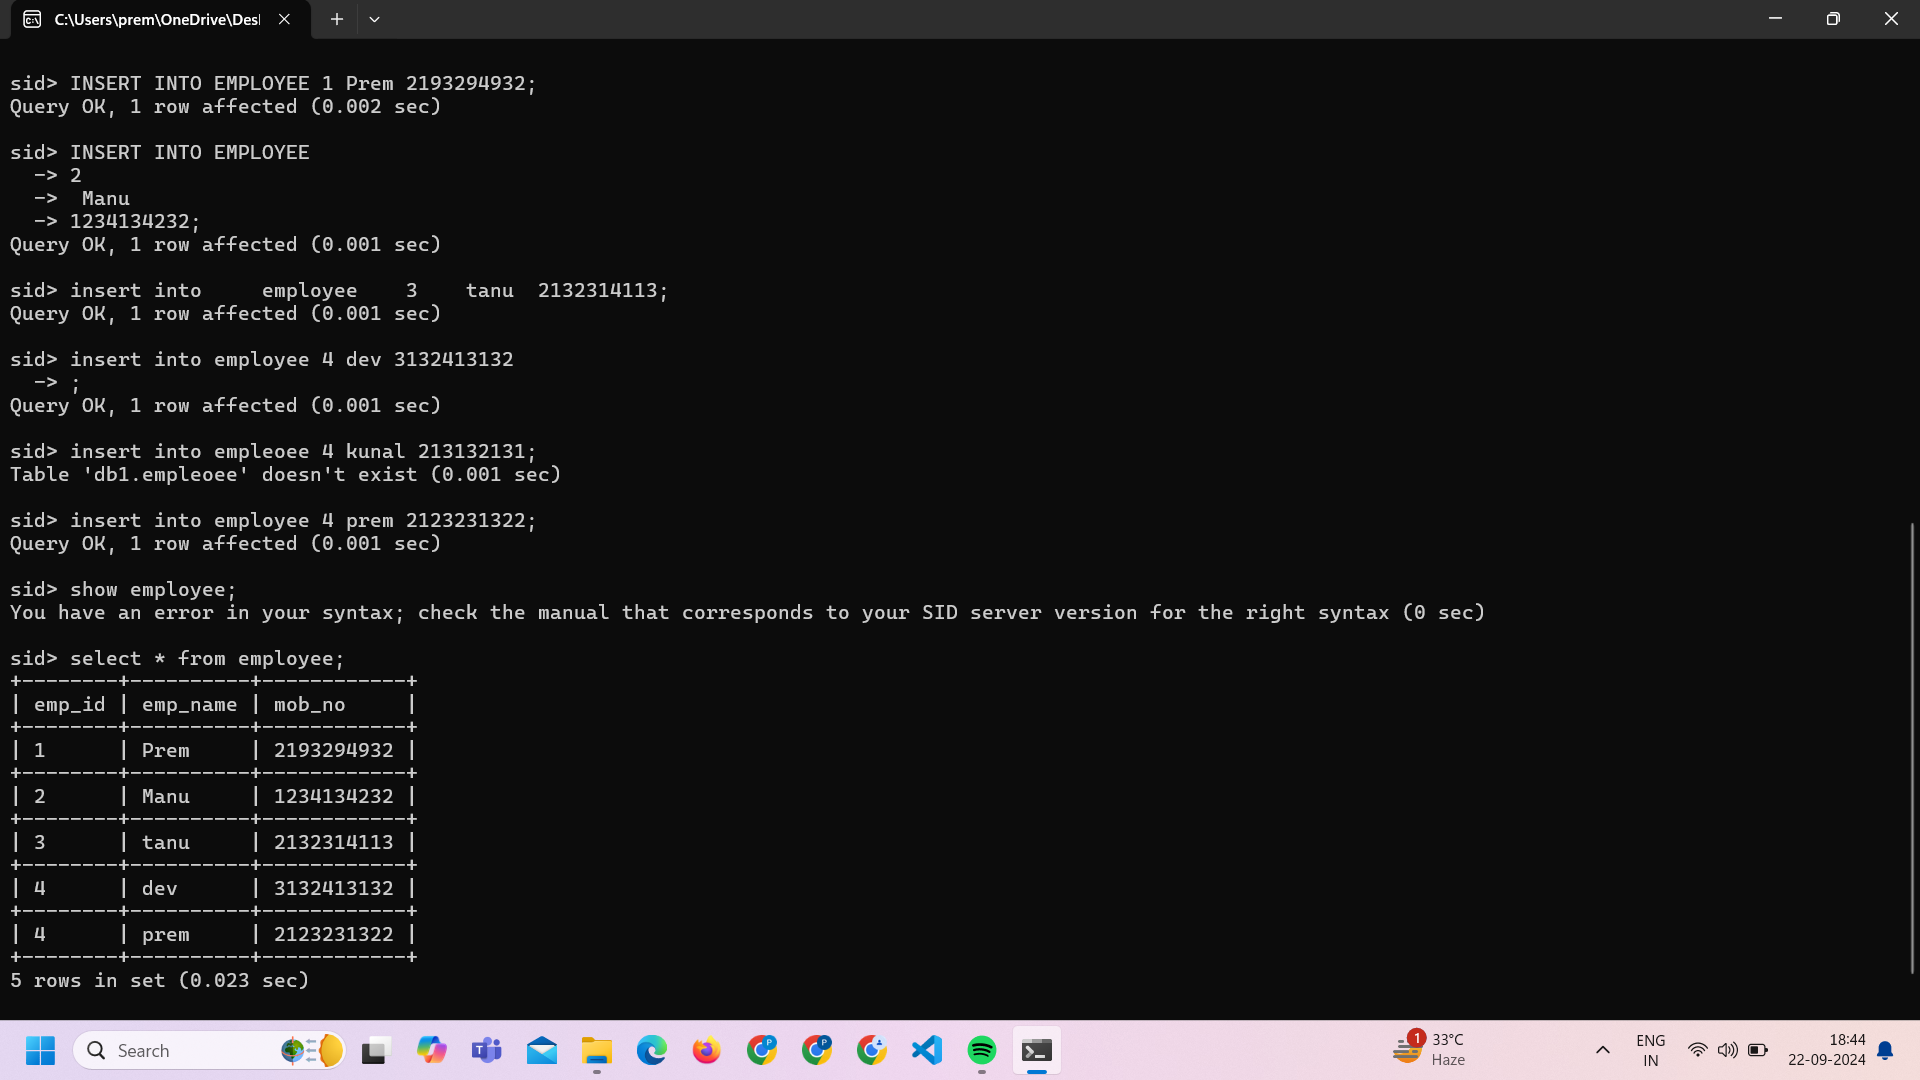 C:\Users\prem\OneDrive\Des
sid> INSERT INTO EMPLOYEE 1 Prem 2193294932;
Query OK, 1 row affected (0.002 sec)
sid> INSERT INTO EMPLOYEE
  -> 2
  ->  Manu
  -> 1234134232;
Query OK, 1 row affected (0.001 sec)
sid> insert into     employee    3    tanu  2132314113;
Query OK, 1 row affected (0.001 sec)
sid> insert into employee 4 dev 3132413132
  -> ;
Query OK, 1 row affected (0.001 sec)
sid> insert into empleoee 4 kunal 213132131;
Table 'db1.empleoee' doesn't exist (0.001 sec)
sid> insert into employee 4 prem 2123231322;
Query OK, 1 row affected (0.001 sec)
sid> show employee;
You have an error in your syntax; check the manual that corresponds to your SID server version for the right syntax (0 sec)
sid> select * from employee;
+--------+----------+------------+
| emp_id | emp_name | mob_no     |
+--------+----------+------------+
| 1      | Prem     | 2193294932 |
+--------+----------+------------+
| 2      | Manu     | 1234134232 |
+--------+----------+------------+
| 3      | tanu     | 2132314113 |
+--------+----------+------------+
| 4      | dev      | 3132413132 |
+--------+----------+------------+
| 4      | prem     | 2123231322 |
+--------+----------+------------+
5 rows in set (0.023 sec)
Search
1
33°C
Haze
ENG
IN
18:44
22-09-2024